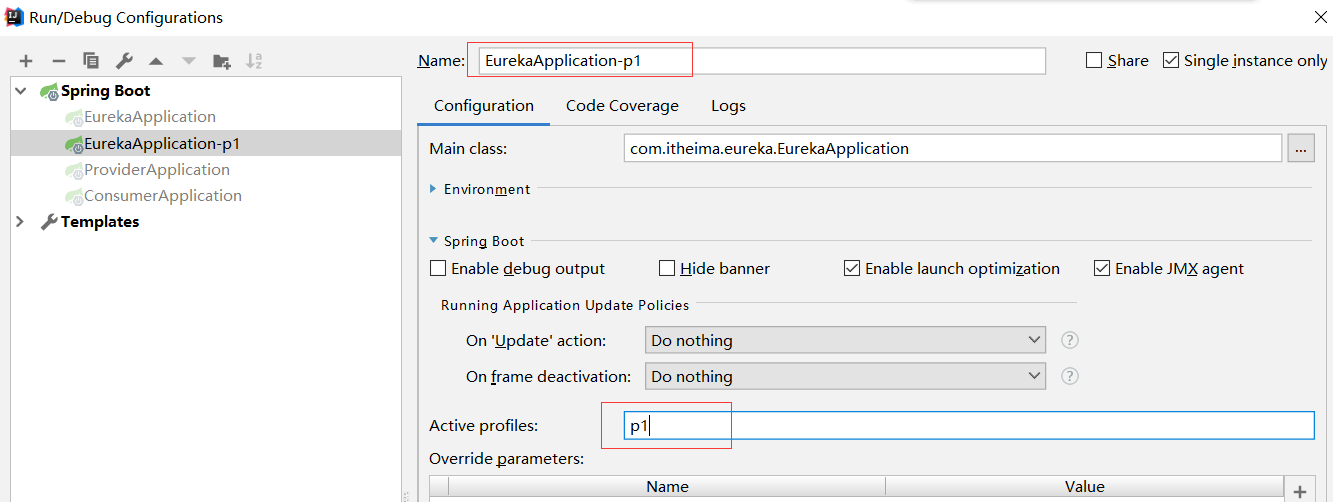 Run/Debug Configurations
Name: EurekaApplication-p1 Share Single instance only
Spring Boot
EurekaApplication
EurekaApplication-p1
ProviderApplication
ConsumerApplication
Templates
Configuration Code Coverage Logs
Main class: com.itheima.eureka.EurekaApplication ...
Environment
Spring Boot
Enable debug output Hide banner Enable launch optimization Enable JMX agent
Running Application Update Policies
On 'Update' action: Do nothing ?
On frame deactivation: Do nothing ?
Active profiles: p1
Override parameters:
Name Value